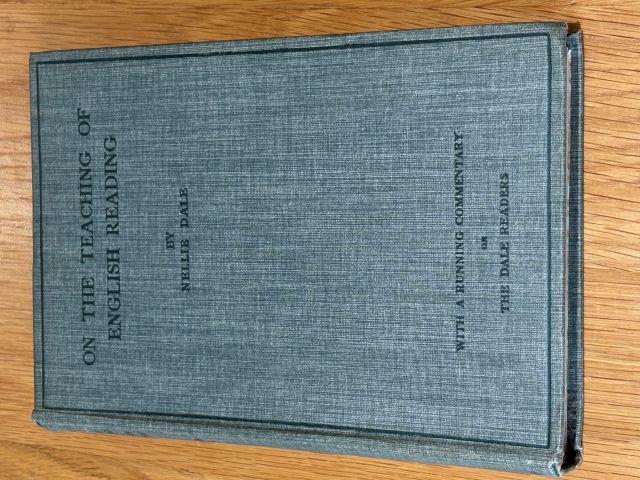 ON THE TEACHING OF
ENGLISH READING
BY
NELLIE DALE
WITH A RUNNING COMMENTARY
ON
THE DALE READERS